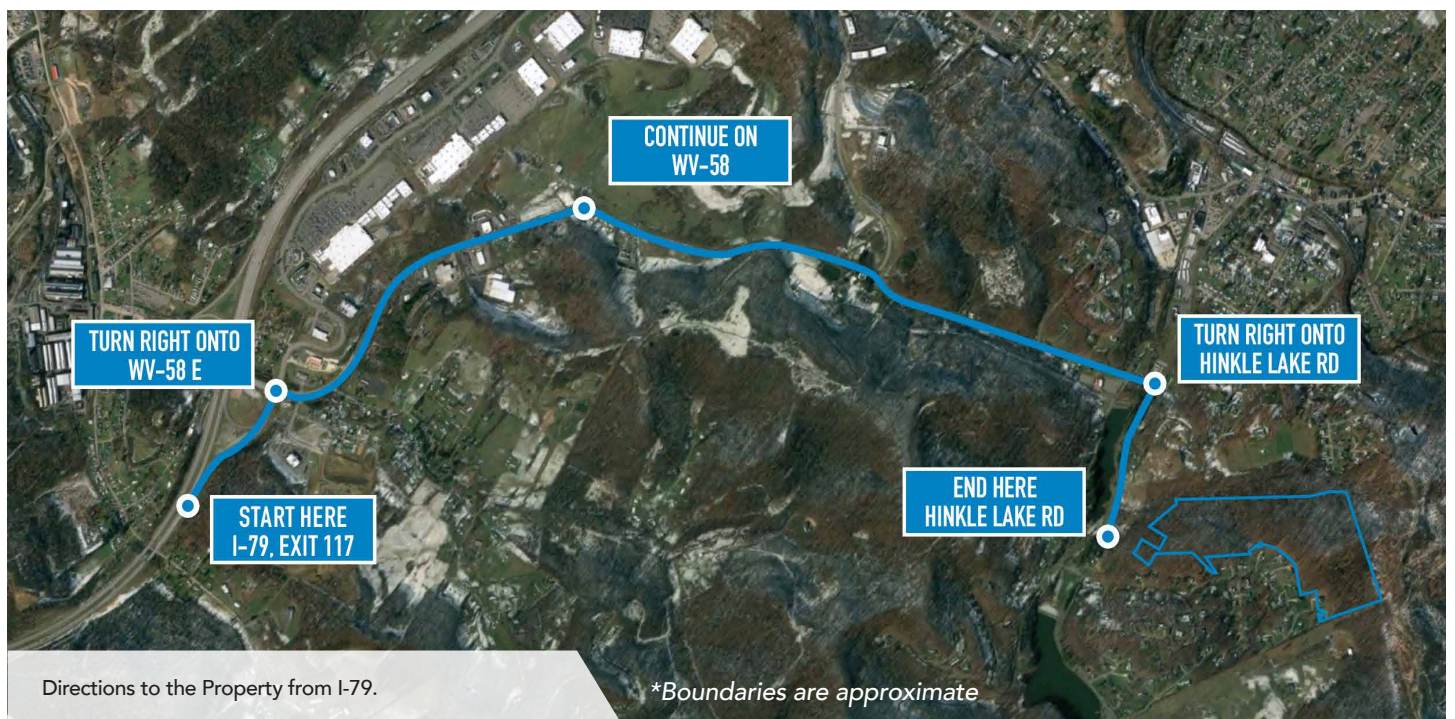 CONTINUE ON
WV-58
TURN RIGHT ONTO
WV-58 E
TURN RIGHT ONTO
HINKLE LAKE RD
START HERE
I-79, EXIT 117
END HERE
HINKLE LAKE RD
Directions to the Property from I-79.
*Boundaries are approximate